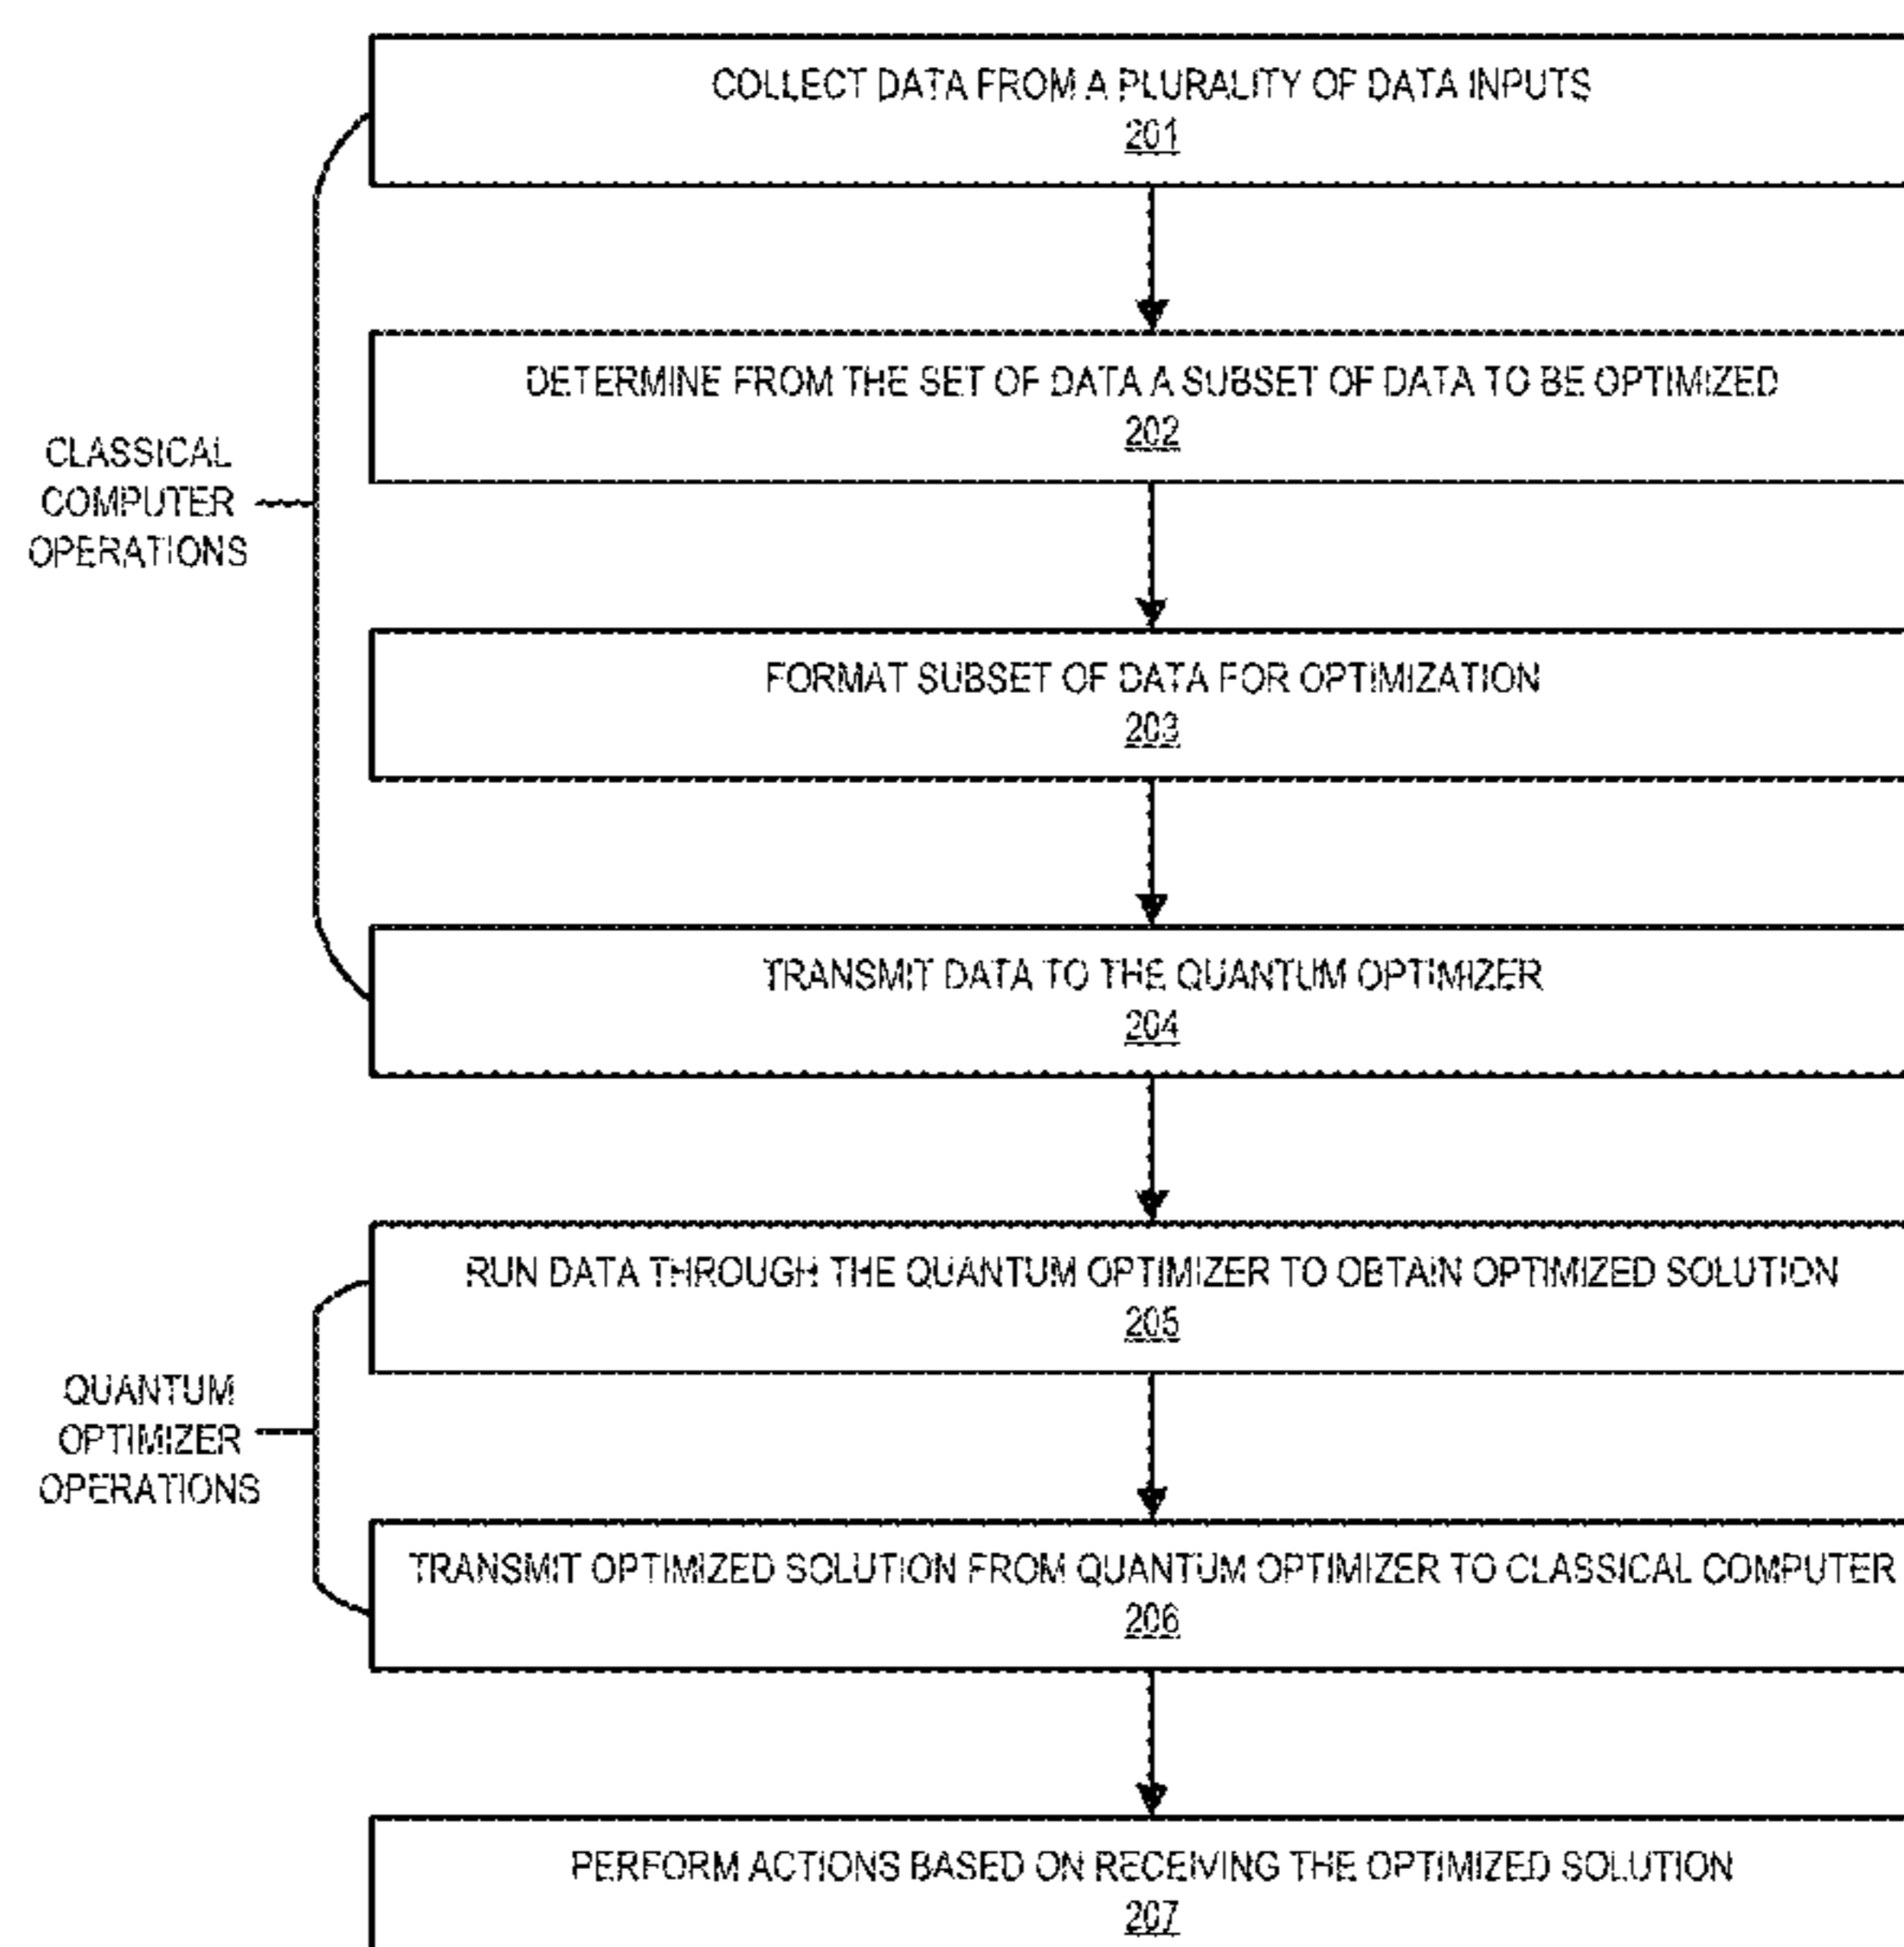 COLLECT DATA FROM A PLURALITY OF DATA INPUTS
201
DETERMINE FROM THE SET OF DATA A SUBSET OF DATA TO BE OPTIMIZED
202
CLASSICAL
COMPUTER
OPERATIONS
FORMAT SUBSET OF DATA FOR OPTIMIZATION
203
TRANSMIT DATA TO THE QUANTUM OPTIMIZER
204
RUN DATA THROUGH THE QUANTUM OPTIMIZER TO OBTAIN OPTIMIZED SOLUTION
205
QUANTUM
OPTIMIZER
OPERATIONS
TRANSMIT OPTIMIZED SOLUTION FROM QUANTUM OPTIMIZER TO CLASSICAL COMPUTER
206
PERFORM ACTIONS BASED ON RECEIVING THE OPTIMIZED SOLUTION
207